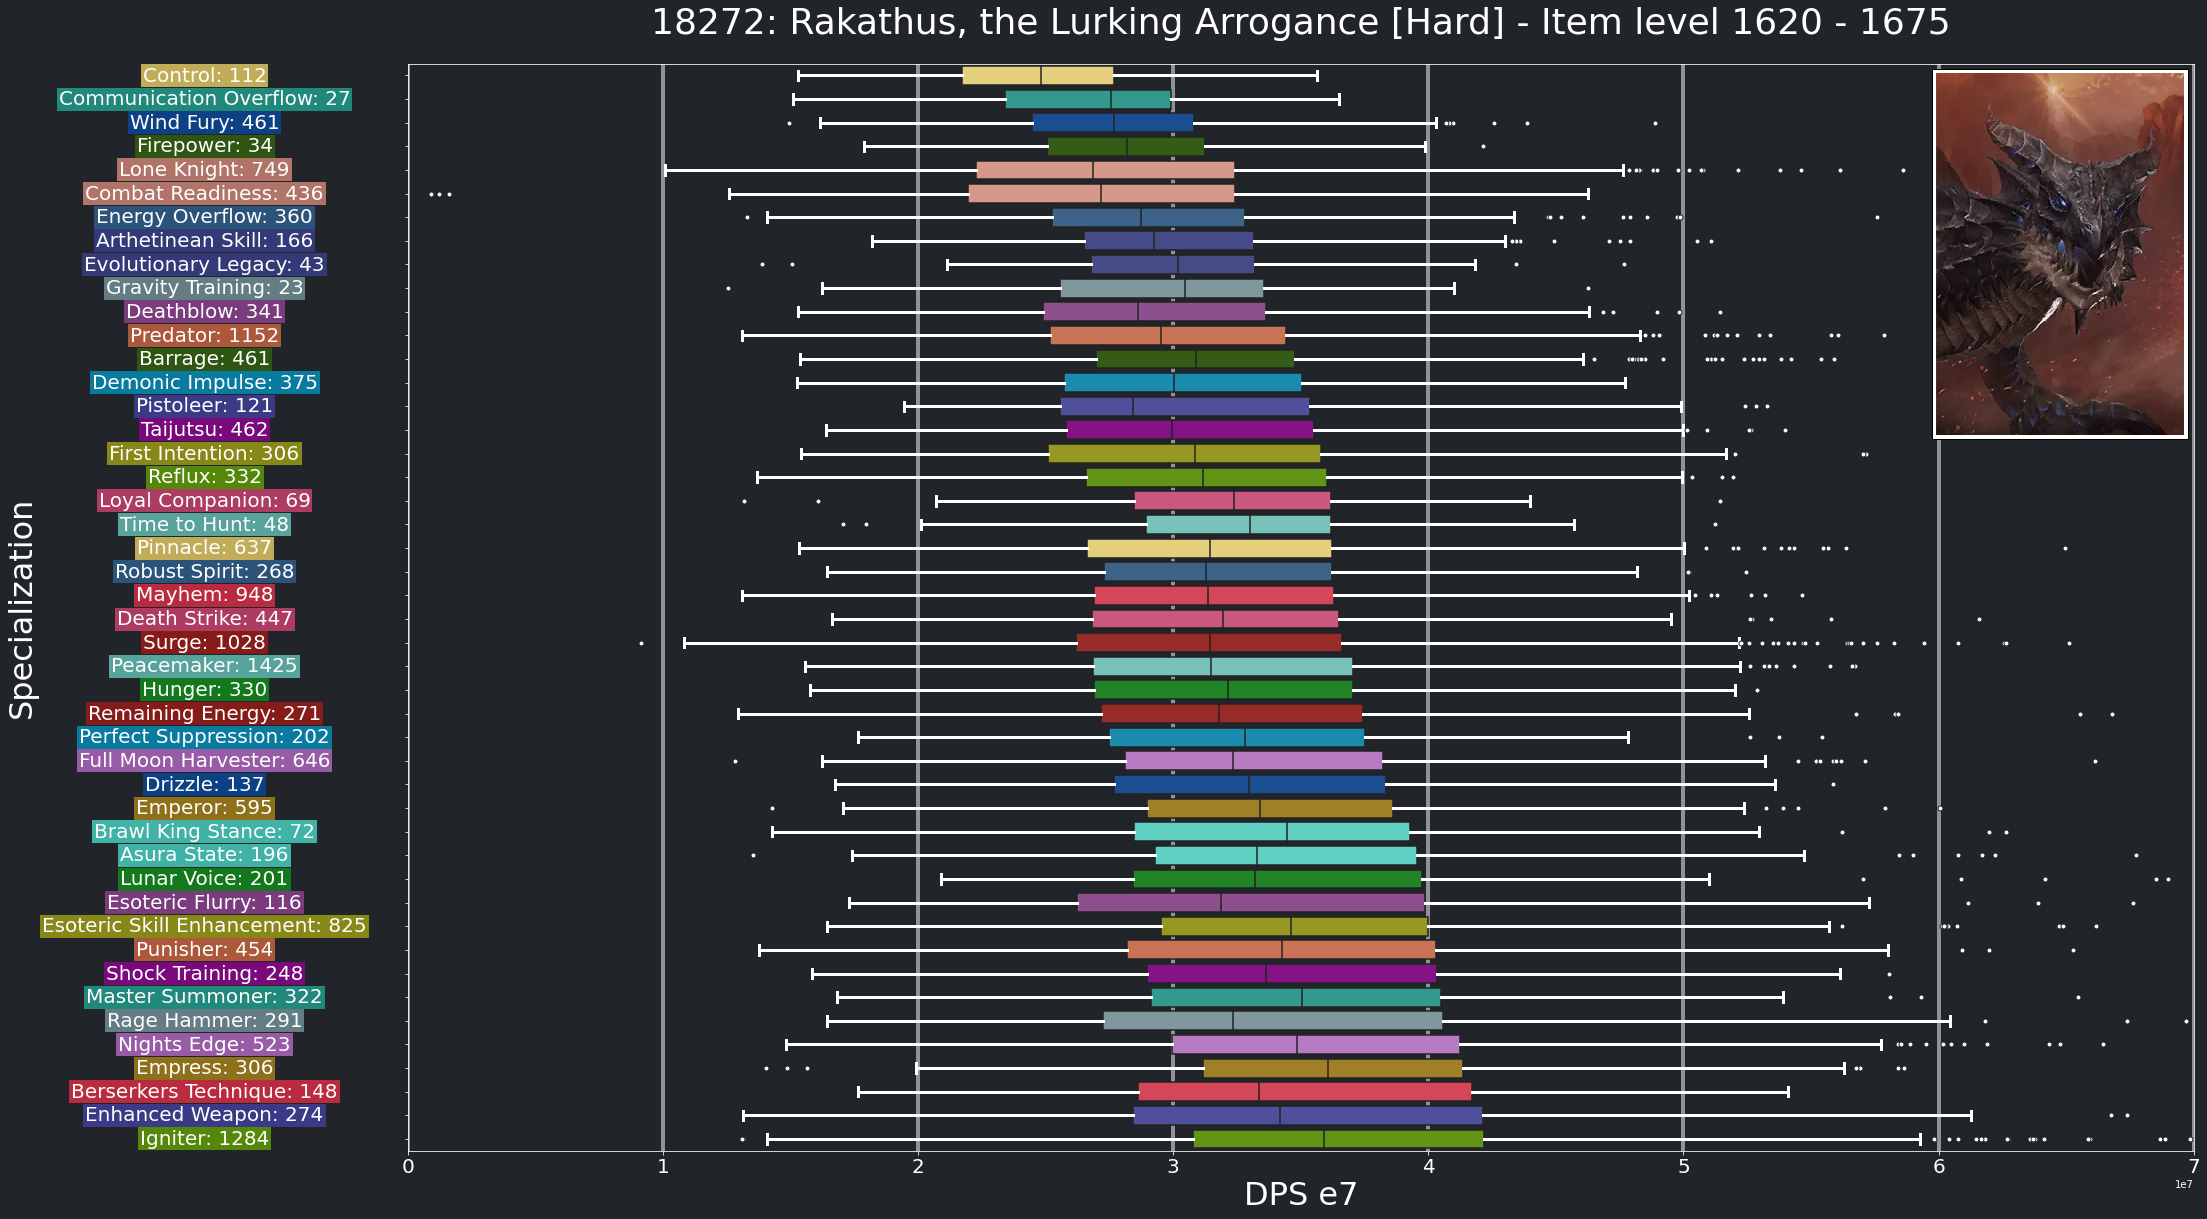 18272: Rakathus, the Lurking Arrogance [Hard] - Item level 1620 - 1675
Control: 112
Communication Overflow: 27
Wind Fury: 461
Firepower: 34
Lone Knight: 749
Combat Readiness: 436
Energy Overflow: 360
Arthetinean Skill: 166
Evolutionary Legacy: 43
Gravity Training: 23
Deathblow: 341
Predator: 1152
Barrage: 461
Demonic Impulse: 375
Pistoleer: 121
Taijutsu: 462
First Intention: 306
Reflux: 332
Loyal Companion: 69
Time to Hunt: 48
Pinnacle: 637
Robust Spirit: 268
Mayhem: 948
Death Strike: 447
Surge: 1028
Peacemaker: 1425
Hunger: 330
Remaining Energy: 271
Perfect Suppression: 202
Full Moon Harvester: 646
Drizzle: 137
Emperor: 595
Brawl King Stance: 72
Asura State: 196
Lunar Voice: 201
Esoteric Flurry: 116
Esoteric Skill Enhancement: 825
Punisher: 454
Shock Training: 248
Master Summoner: 322
Rage Hammer: 291
Nights Edge: 523
Empress: 306
Berserkers Technique: 148
Enhanced Weapon: 274
Igniter: 1284
Specialization
0 1 2 3 4 5 6 7
DPS e7
1e7